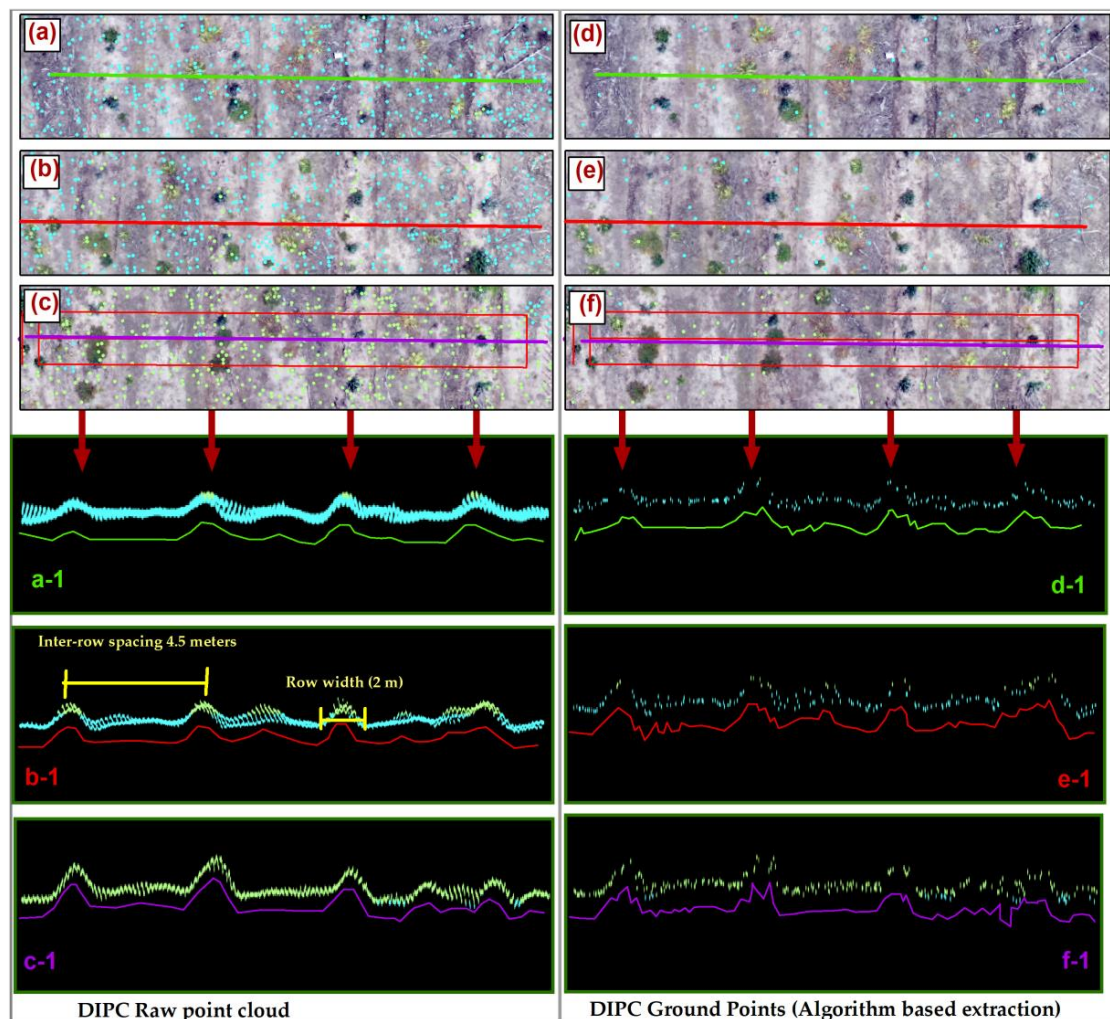 (a)
(d)
(b)
(e)
(c)
(f)
a-1
d-1
Inter-row spacing 4.5 meters
Row width (2 m)
b-1
e-1
c-1
f-1
DIPC Raw point cloud
DIPC Ground Points (Algorithm based extraction)